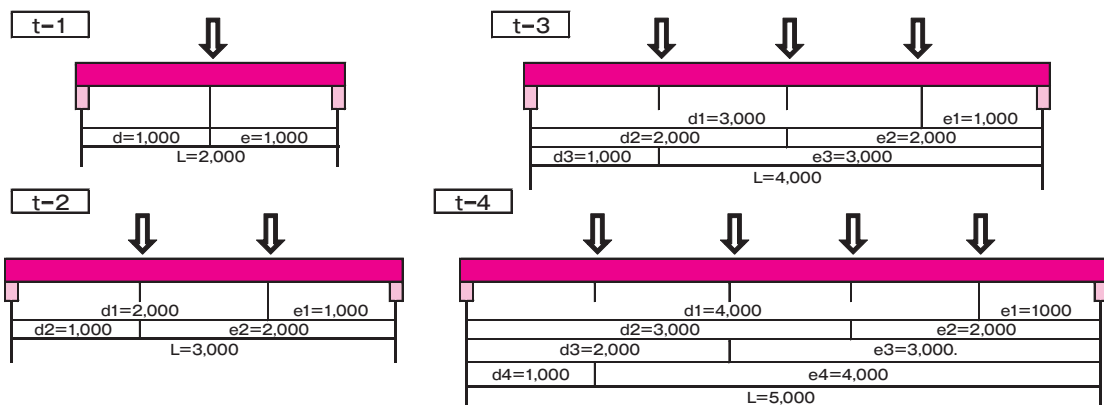 t-1
d=1,000 e=1,000
L=2,000
t-2
d1=2,000 e1=1,000
d2=1,000 e2=2,000
L=3,000
t-3
d1=3,000 e1=1,000
d2=2,000 e2=2,000
d3=1,000 e3=3,000
L=4,000
t-4
d1=4,000 e1=1000
d2=3,000 e2=2,000
d3=2,000 e3=3,000.
d4=1,000 e4=4,000
L=5,000